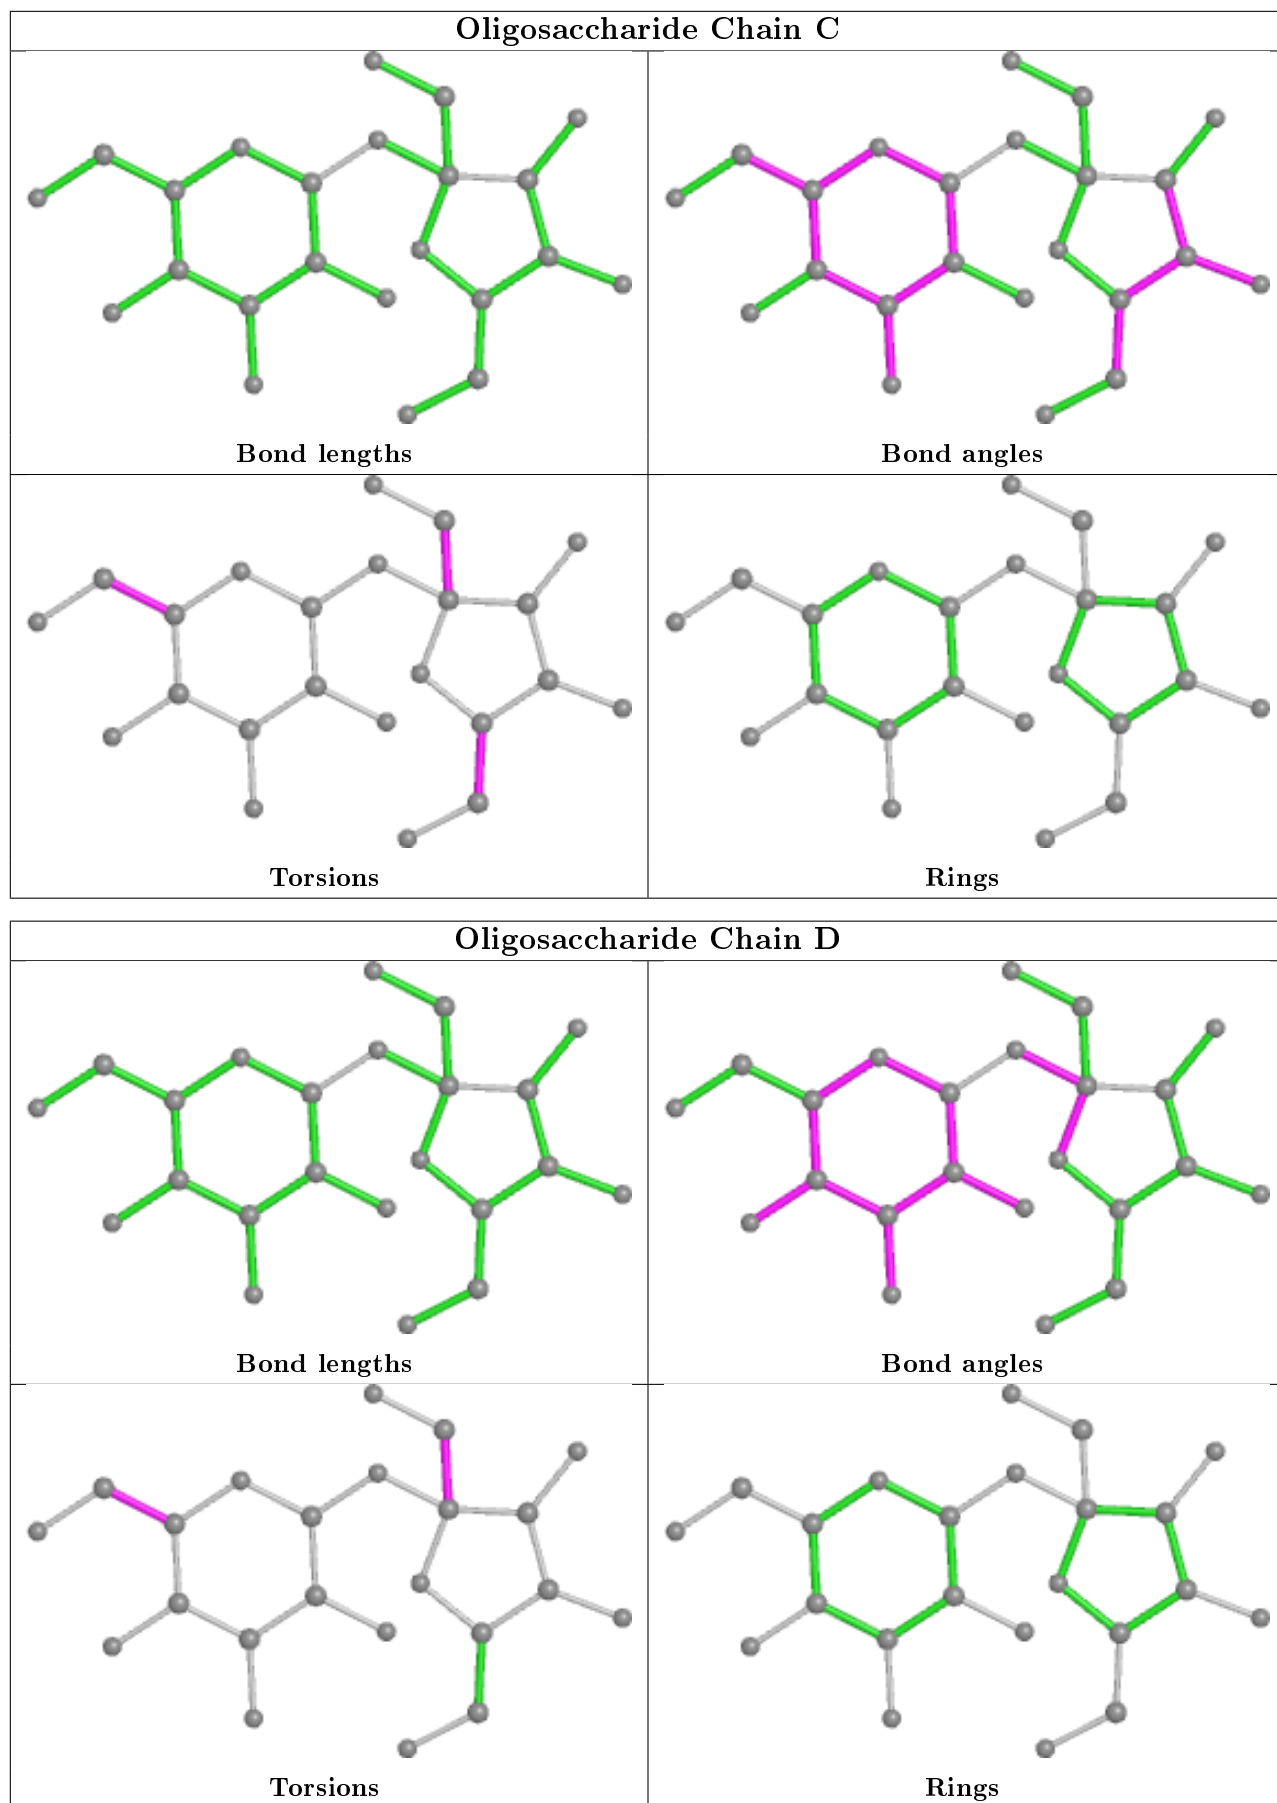 Oligosaccharide Chain C
Bond lengths
Bond angles
Torsions
Rings
Oligosaccharide Chain D
Bond lengths
Bond angles
Torsions
Rings